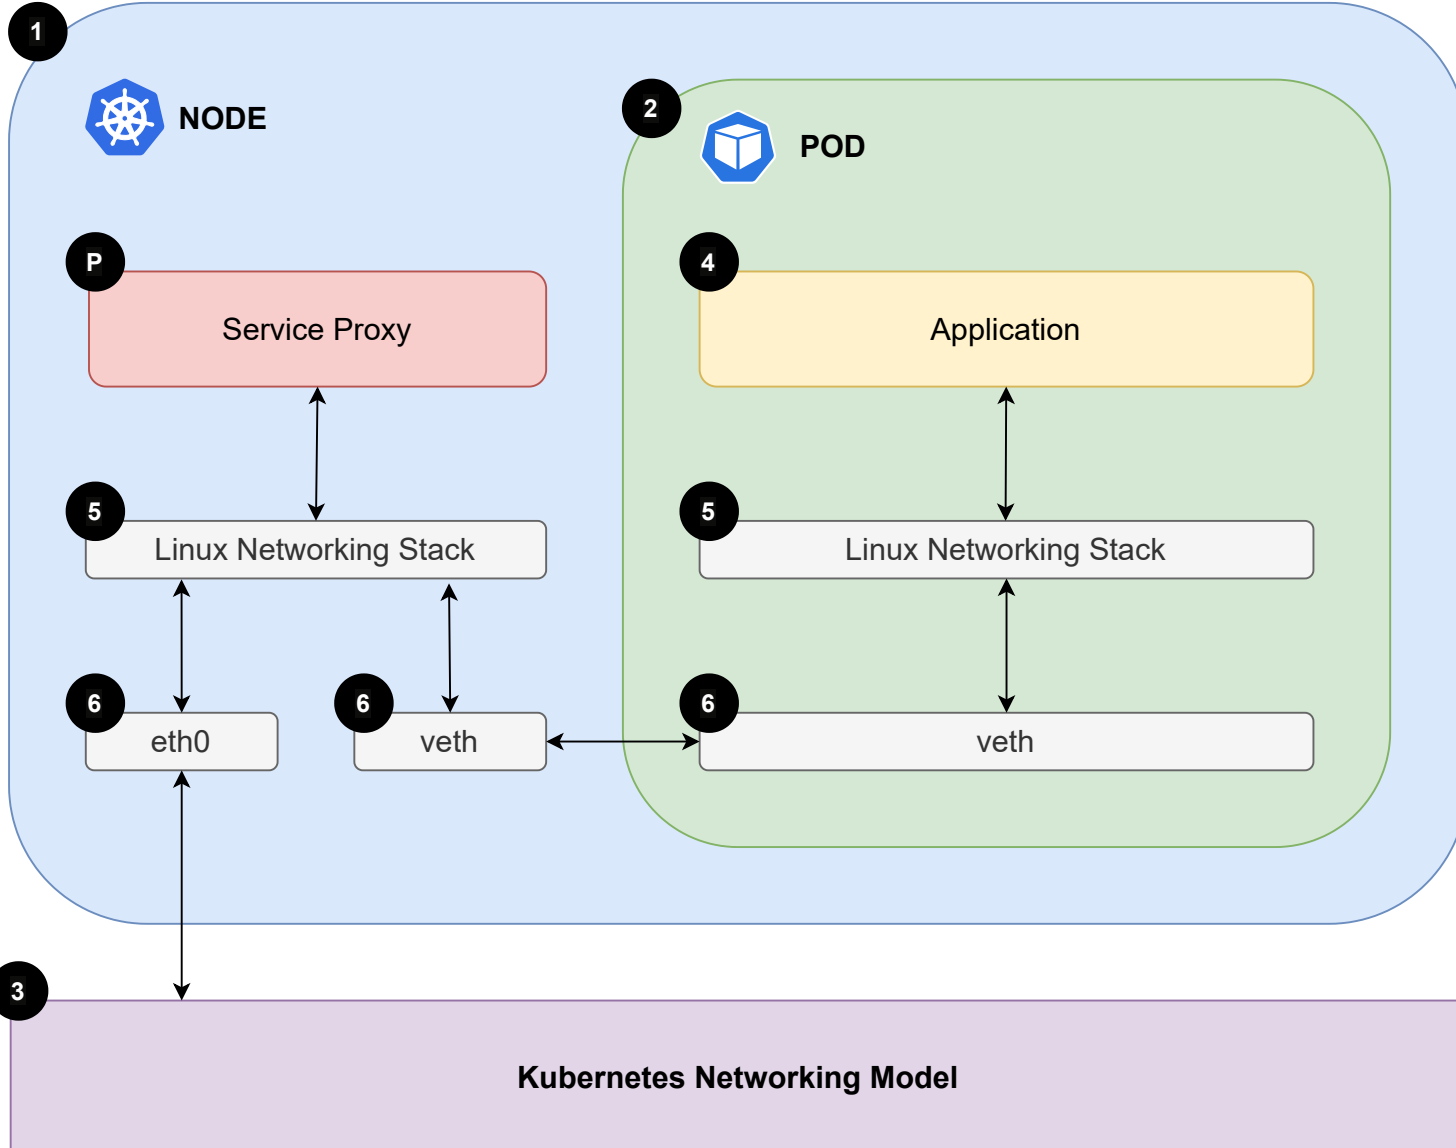 1
NODE
2
POD
P
Service Proxy
4
Application
5
Linux Networking Stack
5
Linux Networking Stack
6
eth0
6
veth
6
veth
3
Kubernetes Networking Model